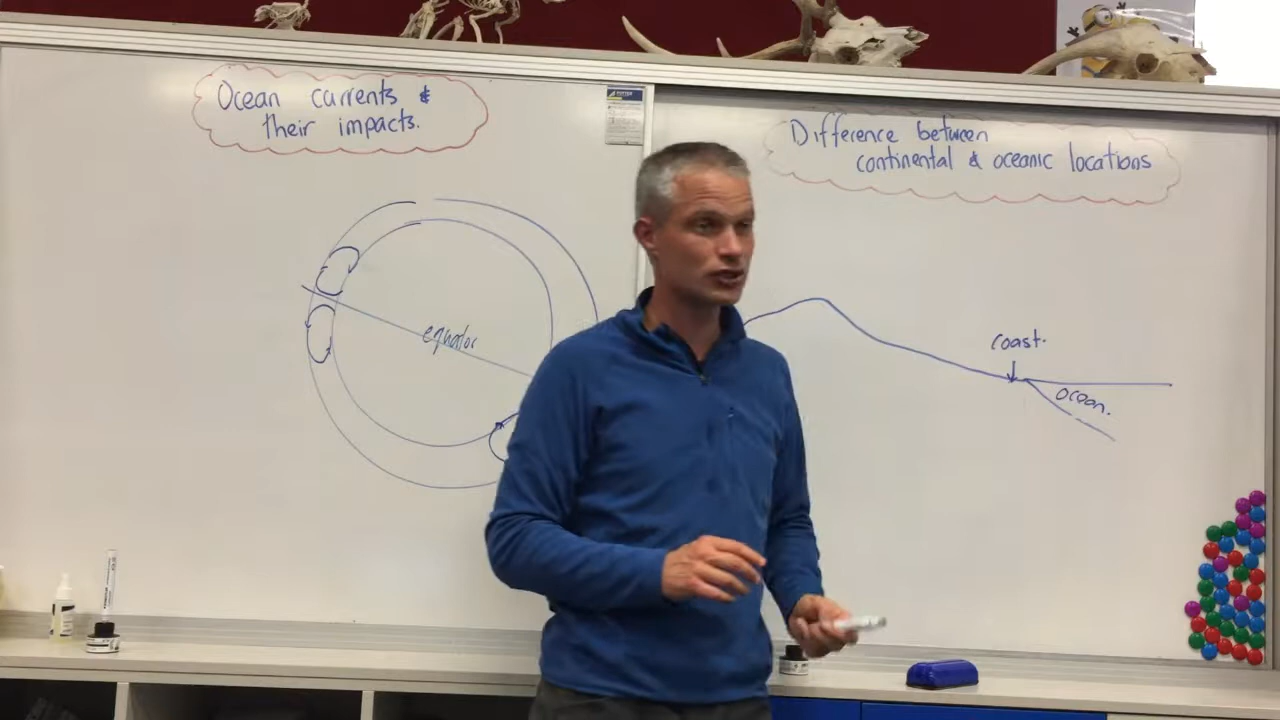 Ocean currents &
their impacts.
Difference between
continental & oceanic locations
equator
coast.
ocean.